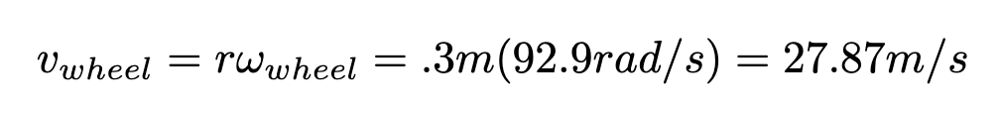 v_wheel = rω_wheel = .3m(92.9rad/s) = 27.87m/s